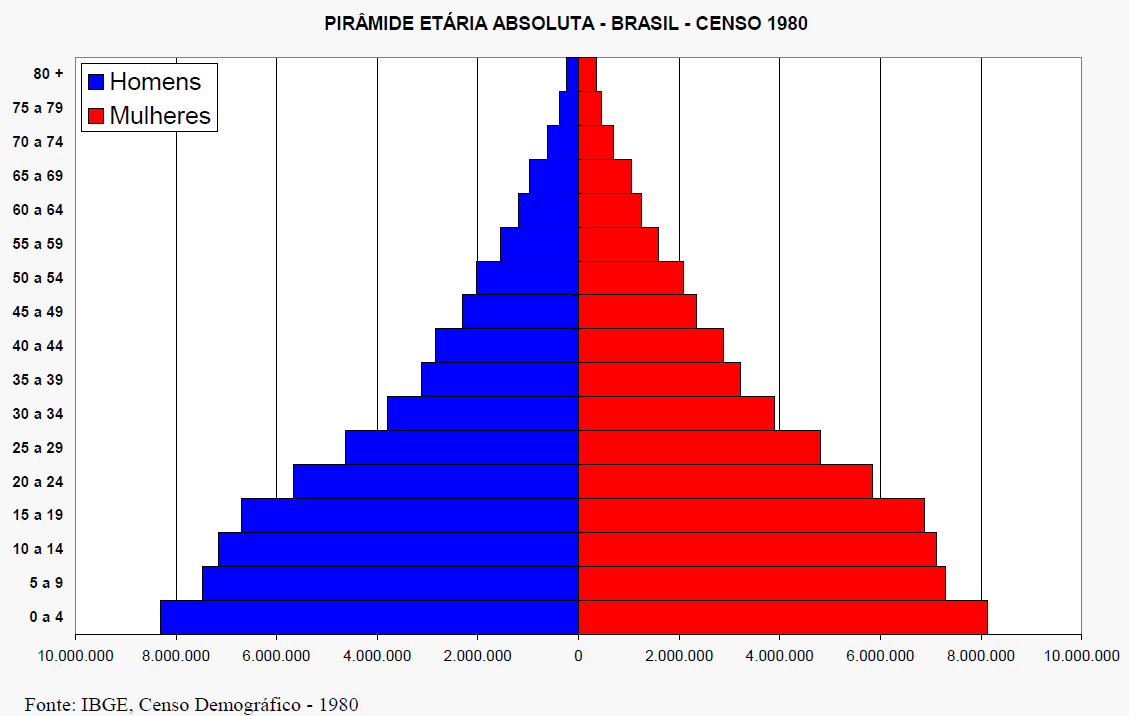 PIRÂMIDE ETÁRIA ABSOLUTA - BRASIL - CENSO 1980
Homens
Mulheres
80 +
75 a 79
70 a 74
65 a 69
60 a 64
55 a 59
50 a 54
45 a 49
40 a 44
35 a 39
30 a 34
25 a 29
20 a 24
15 a 19
10 a 14
5 a 9
0 a 4
10.000.000 8.000.000 6.000.000 4.000.000 2.000.000 0 2.000.000 4.000.000 6.000.000 8.000.000 10.000.000
Fonte: IBGE, Censo Demográfico - 1980